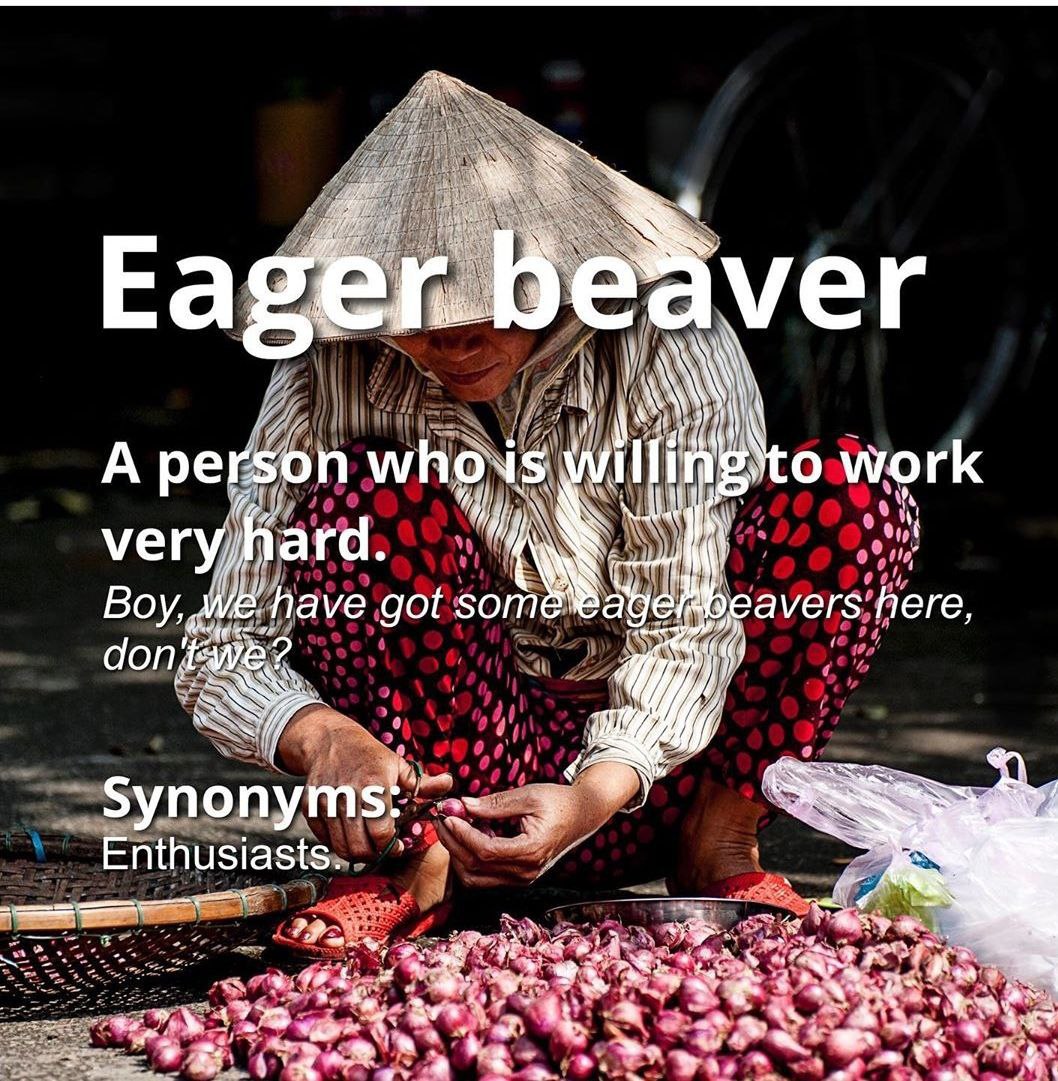 Eager beaver
A person who is willing to work
very hard.
Boy, we have got some eager beavers here,
don't we?
Synonyms:
Enthusiasts.